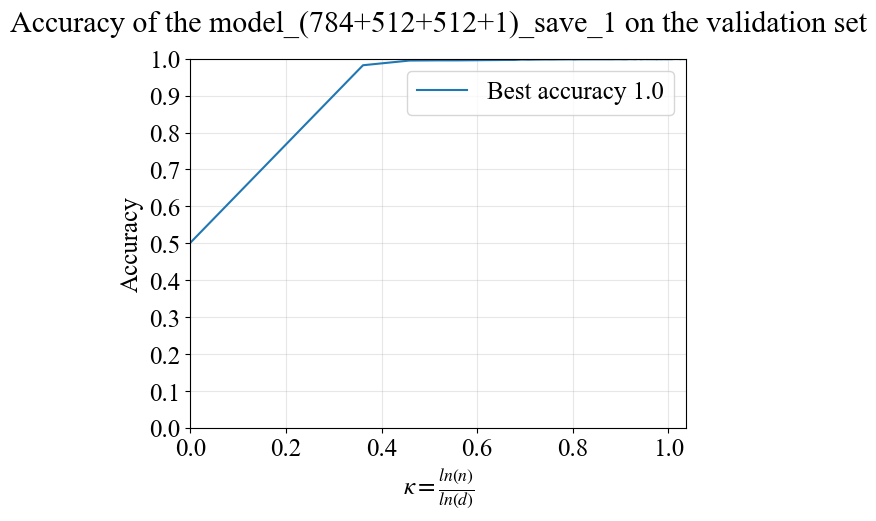 Accuracy of the model_(784+512+512+1)_save_1 on the validation set
1.0
0.9
0.8
0.7
0.6
0.5
0.4
0.3
0.2
0.1
0.0
Accuracy
Best accuracy 1.0
0.0 0.2 0.4 0.6 0.8 1.0
κ = ln(n) / ln(d)